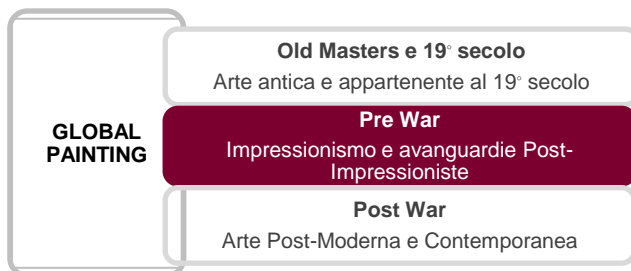 Old Masters e 19° secolo
Arte antica e appartenente al 19° secolo
GLOBAL
PAINTING
Pre War
Impressionismo e avanguardie Post-
Impressioniste
Post War
Arte Post-Moderna e Contemporanea